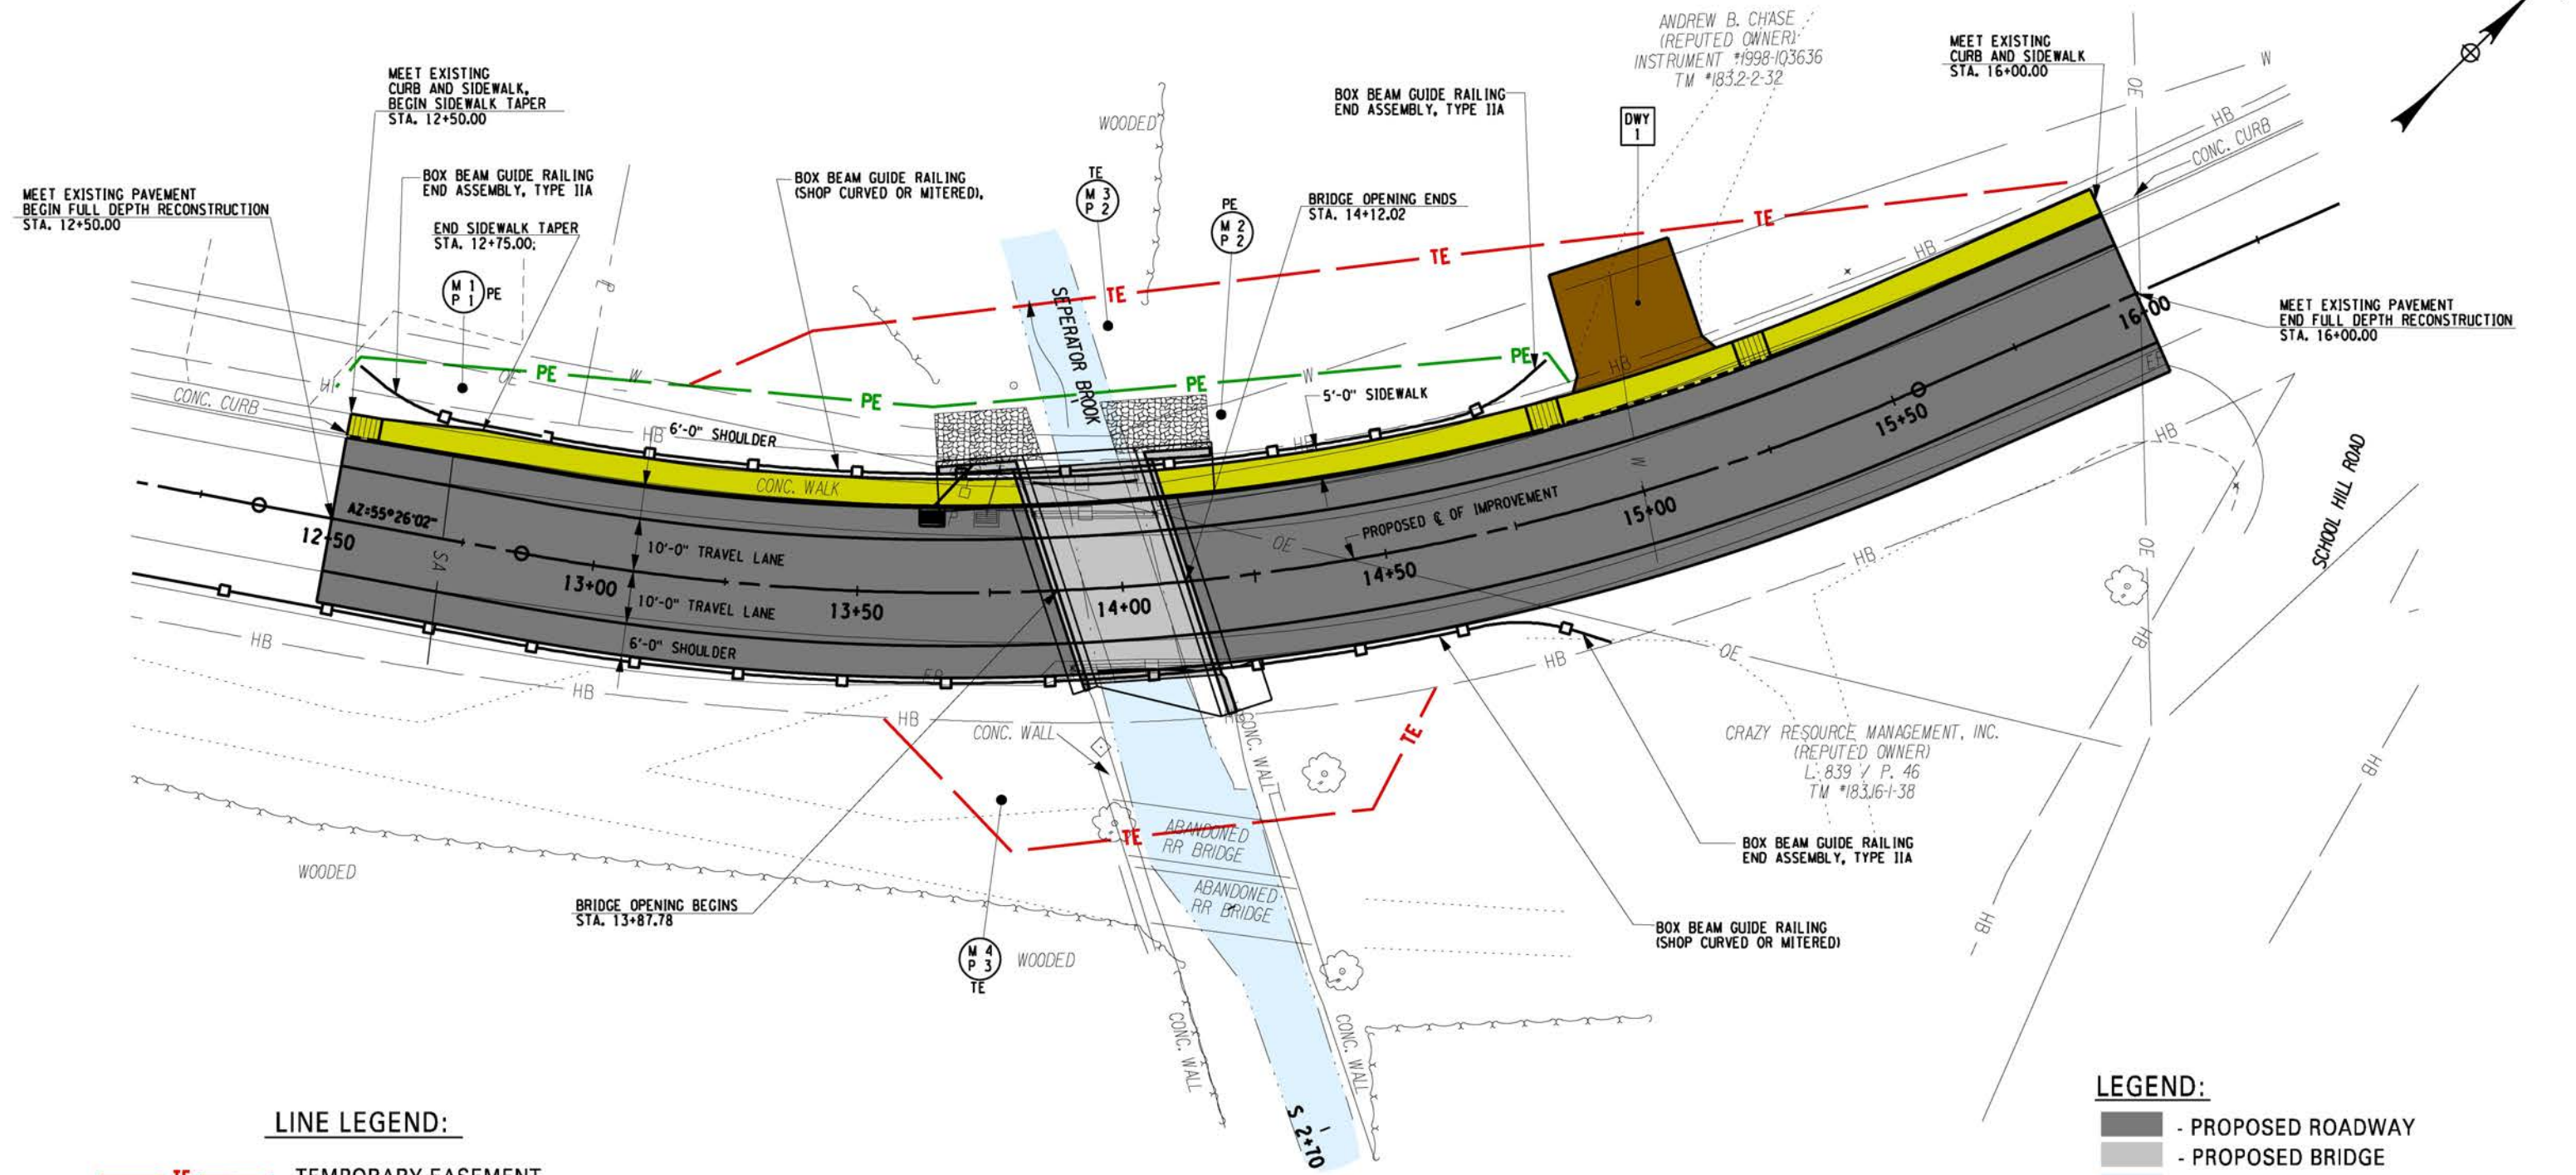 ANDREW B. CHASE
(REPUTED OWNER)
INSTRUMENT #1998-103636
TM #183.2-2-32
MEET EXISTING
CURB AND SIDEWALK
STA. 16+00.00
MEET EXISTING
CURB AND SIDEWALK,
BEGIN SIDEWALK TAPER
STA. 12+50.00
BOX BEAM GUIDE RAILING
END ASSEMBLY, TYPE IIA
WOODED
DWY
1
OE
W
HB
CONC. CURB
MEET EXISTING PAVEMENT
BEGIN FULL DEPTH RECONSTRUCTION
STA. 12+50.00
BOX BEAM GUIDE RAILING
END ASSEMBLY, TYPE IIA
BOX BEAM GUIDE RAILING
(SHOP CURVED OR MITERED),
TE
M 3
P 2
PE
M 2
P 2
BRIDGE OPENING ENDS
STA. 14+12.02
END SIDEWALK TAPER
STA. 12+75.00;
M 1
P 1
PE
TE
TE
TE
HB
SEPERATOR BROOK
MEET EXISTING PAVEMENT
END FULL DEPTH RECONSTRUCTION
STA. 16+00.00
16+00
PE
PE
PE
PE
OE
W
W
HB
EP
CONC. CURB
5'-0" SIDEWALK
HB
6'-0" SHOULDER
HB
15+50
HB
CONC. WALK
W
SCHOOL HILL ROAD
AZ=55°26'02"
12+50
SA
10'-0" TRAVEL LANE
13+00
10'-0" TRAVEL LANE
13+50
14+00
OE
PROPOSED ℄ OF IMPROVEMENT
14+50
15+00
HB
OE
6'-0" SHOULDER
EP
HB
HB
HB
OE
HB
HB
CONC. WALL
HB
CONC. WALL
TE
CRAZY RESOURCE MANAGEMENT, INC.
(REPUTED OWNER)
L. 839 / P. 46
TM #183.16-1-38
HB
TE
ABANDONED
RR BRIDGE
ABANDONED
RR BRIDGE
BOX BEAM GUIDE RAILING
END ASSEMBLY, TYPE IIA
WOODED
BRIDGE OPENING BEGINS
STA. 13+87.78
BOX BEAM GUIDE RAILING
(SHOP CURVED OR MITERED)
HB
M 4
P 3
TE
WOODED
CONC. WALL
CONC. WALL
S 2+70
LINE LEGEND:
TE
TEMPORARY EASEMENT
LEGEND:
- PROPOSED ROADWAY
- PROPOSED BRIDGE